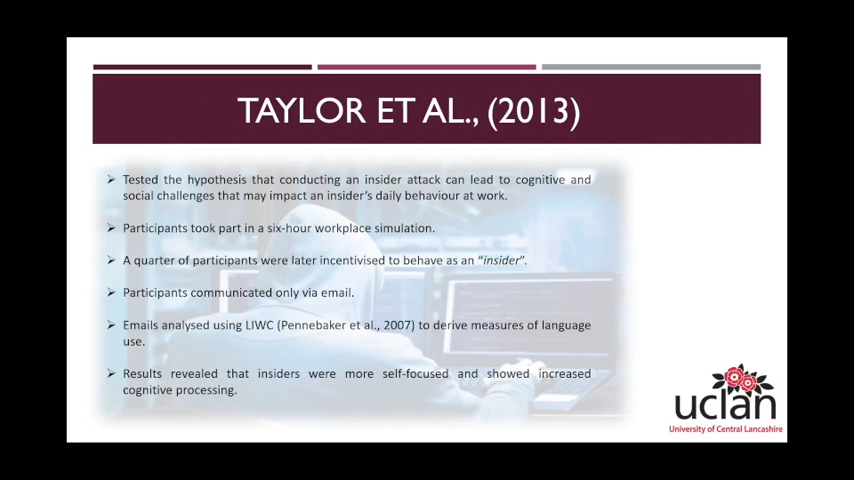 TAYLOR ET AL., (2013)
Tested the hypothesis that conducting an insider attack can lead to cognitive and
social challenges that may impact an insider's daily behaviour at work.
Participants took part in a six-hour workplace simulation.
A quarter of participants were later incentivised to behave as an “insider”.
Participants communicated only via email.
Emails analysed using LIWC (Pennebaker et al., 2007) to derive measures of language
use.
Results revealed that insiders were more self-focused and showed increased
cognitive processing.
uclan
University of Central Lancashire